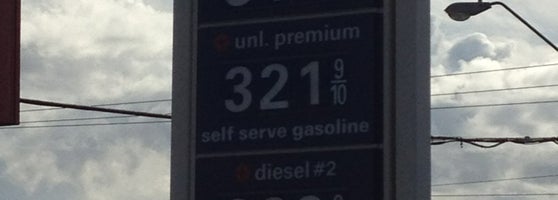 unl. premium
321 9/10
self serve gasoline
diesel #2